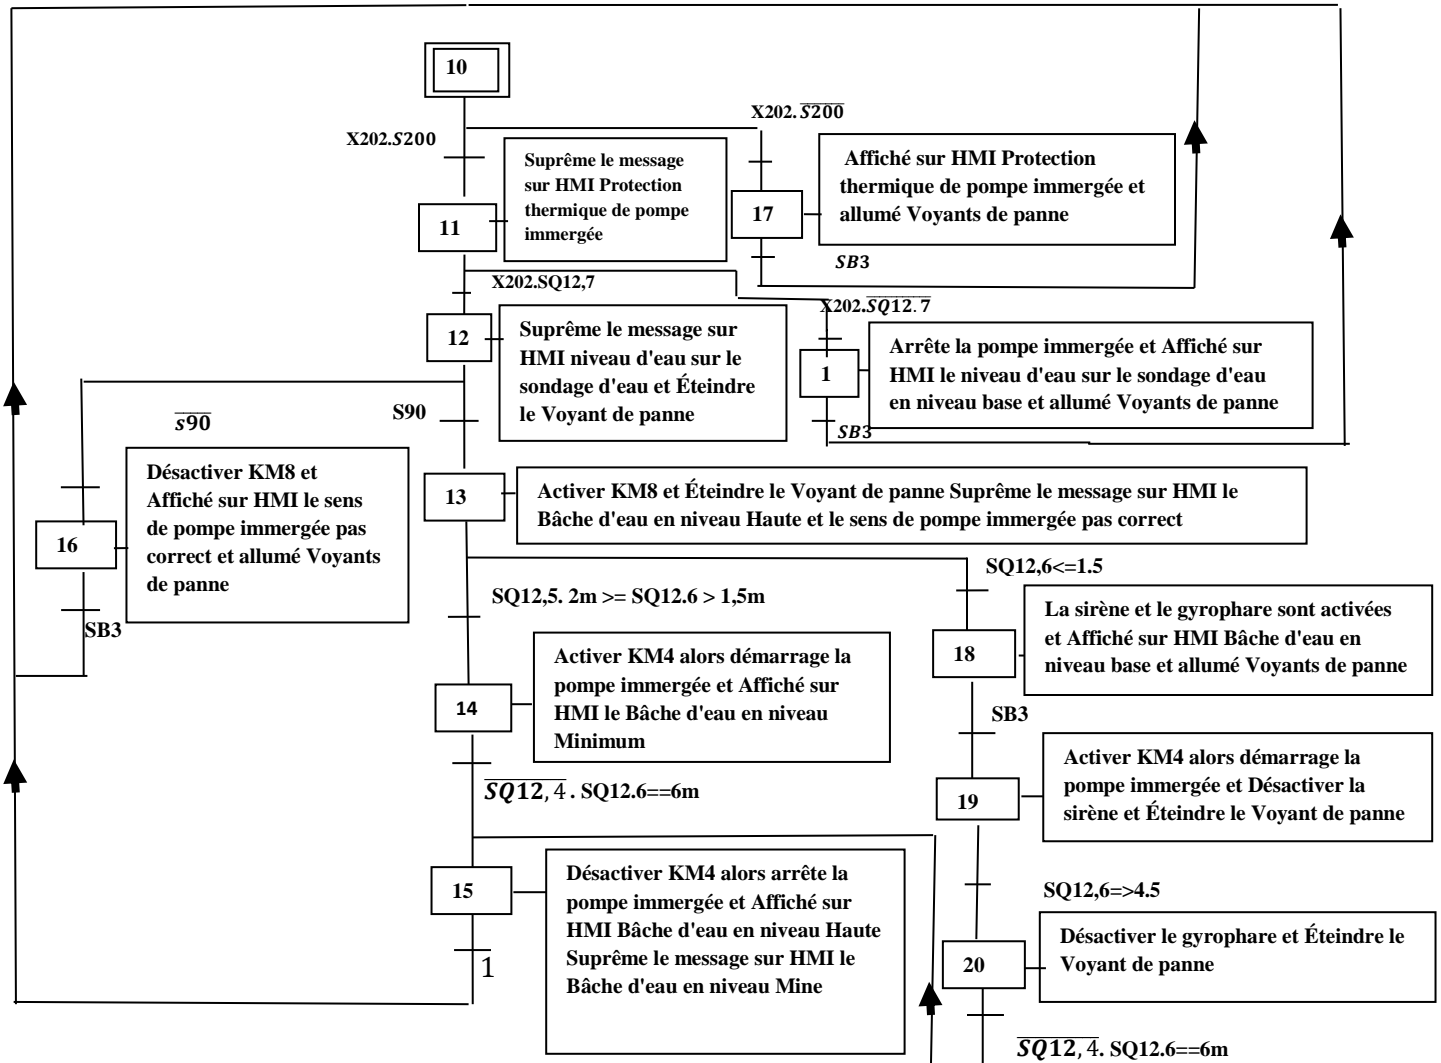 10
X202.S200
X202.S̅2̅0̅0̅
Suprême le message
sur HMI Protection
thermique de pompe
immergée
11
Affiché sur HMI Protection
thermique de pompe immergée et
allumé Voyants de panne
17
SB3
X202.SQ12,7
X202.S̅Q̅1̅2̅.̅7̅
12
Suprême le message sur
HMI niveau d'eau sur le
sondage d'eau et Éteindre
le Voyant de panne
1
Arrête la pompe immergée et Affiché sur
HMI le niveau d'eau sur le sondage d'eau
en niveau base et allumé Voyants de panne
SB3
S90
s̅9̅0̅
Désactiver KM8 et
Affiché sur HMI le sens
de pompe immergée pas
correct et allumé Voyants
de panne
16
SB3
13
Activer KM8 et Éteindre le Voyant de panne Suprême le message sur HMI le
Bâche d'eau en niveau Haute et le sens de pompe immergée pas correct
SQ12,5. 2m >= SQ12.6 > 1,5m
SQ12,6<=1.5
14
Activer KM4 alors démarrage la
pompe immergée et Affiché sur
HMI le Bâche d'eau en niveau
Minimum
18
La sirène et le gyrophare sont activées
et Affiché sur HMI Bâche d'eau en
niveau base et allumé Voyants de panne
SB3
S̅Q̅1̅2̅,̅4̅. SQ12.6==6m
19
Activer KM4 alors démarrage la
pompe immergée et Désactiver la
sirène et Éteindre le Voyant de panne
15
Désactiver KM4 alors arrête la
pompe immergée et Affiché sur
HMI Bâche d'eau en niveau Haute
Suprême le message sur HMI le
Bâche d'eau en niveau Mine
1
SQ12,6=>4.5
20
Désactiver le gyrophare et Éteindre le
Voyant de panne
S̅Q̅1̅2̅,̅4̅. SQ12.6==6m